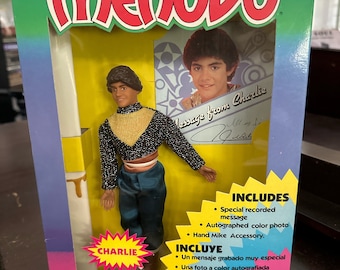 menudo
Message from Charlie
CHARLIE
INCLUDES
• Special recorded
message
• Autographed color photo
• Hand Mike Accessory.
INCLUYE
• Un mensaje grabado muy especial
• Una foto a color autografiada